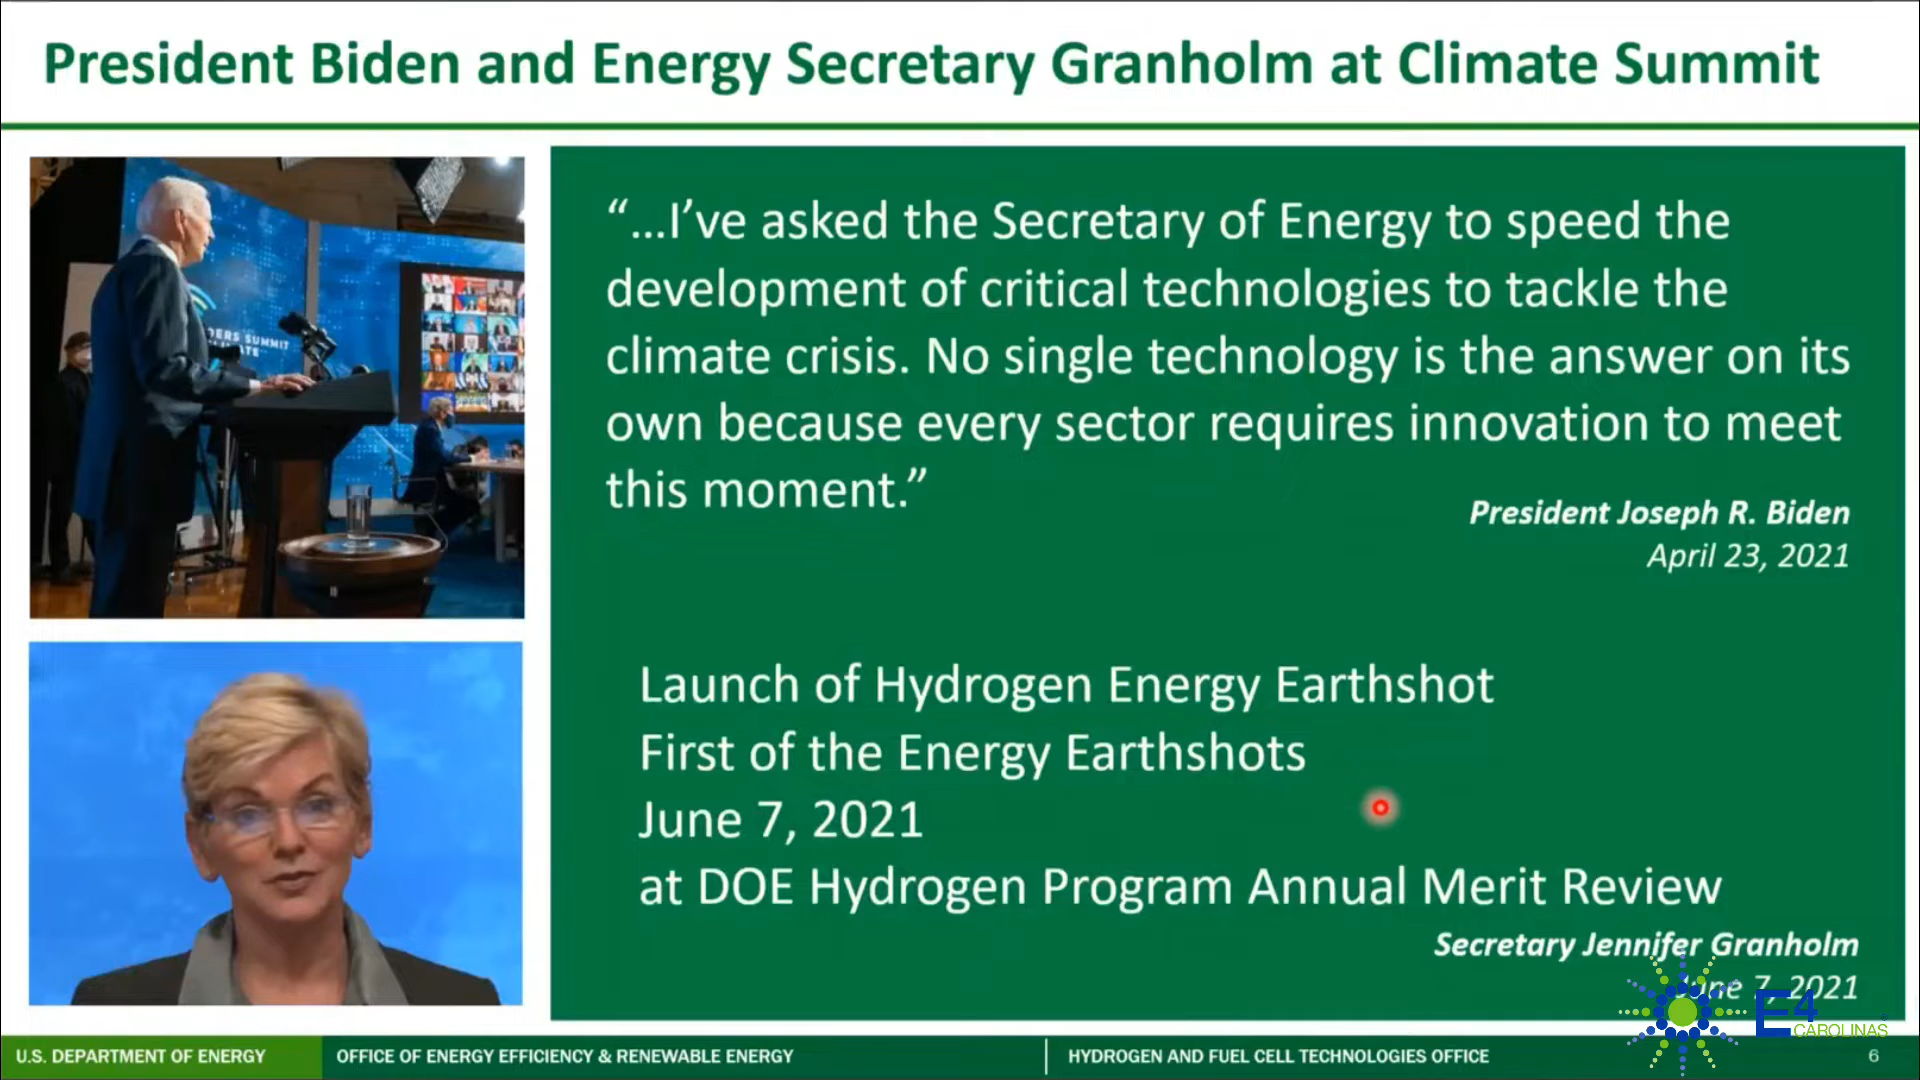 President Biden and Energy Secretary Granholm at Climate Summit
DERS SUMMIT
“...I’ve asked the Secretary of Energy to speed the
development of critical technologies to tackle the
climate crisis. No single technology is the answer on its
own because every sector requires innovation to meet
this moment.”
President Joseph R. Biden
April 23, 2021
Launch of Hydrogen Energy Earthshot
First of the Energy Earthshots
June 7, 2021
at DOE Hydrogen Program Annual Merit Review
Secretary Jennifer Granholm
June 7, 2021
E4
CAROLINAS
U.S. DEPARTMENT OF ENERGY
OFFICE OF ENERGY EFFICIENCY & RENEWABLE ENERGY
HYDROGEN AND FUEL CELL TECHNOLOGIES OFFICE
6